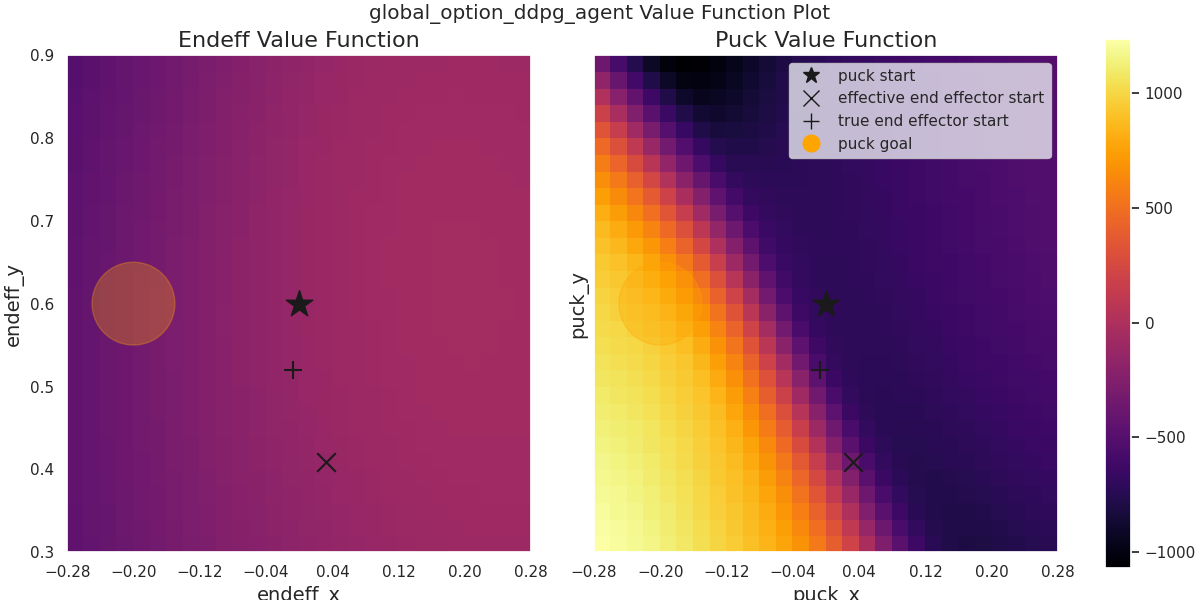 global_option_ddpg_agent Value Function Plot
Endeff Value Function
Puck Value Function
puck start
effective end effector start
true end effector start
puck goal
0.9
0.8
0.7
0.6
0.5
0.4
0.3
endeff_y
−0.28 −0.20 −0.12 −0.04 0.04 0.12 0.20 0.28
endeff_x
puck_y
−0.28 −0.20 −0.12 −0.04 0.04 0.12 0.20 0.28
puck_x
1000
500
0
−500
−1000